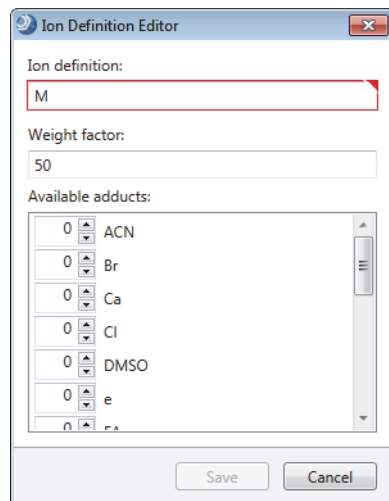 Ion Definition Editor
Ion definition:
M
Weight factor:
50
Available adducts:
0 ACN
0 Br
0 Ca
0 Cl
0 DMSO
0 e
Save Cancel